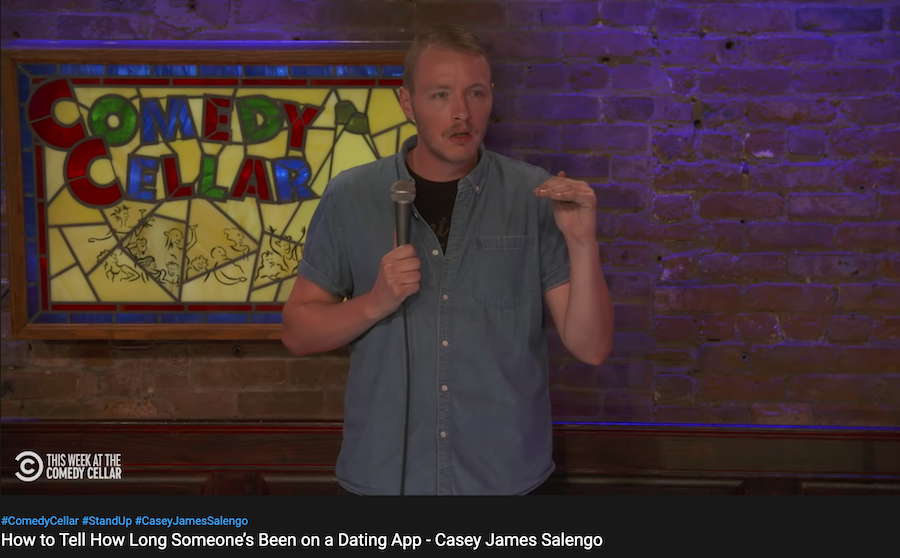 COMEDY
CELLAR
THIS WEEK AT THE
COMEDY CELLAR
#ComedyCellar #StandUp #CaseyJamesSalengo
How to Tell How Long Someone's Been on a Dating App - Casey James Salengo